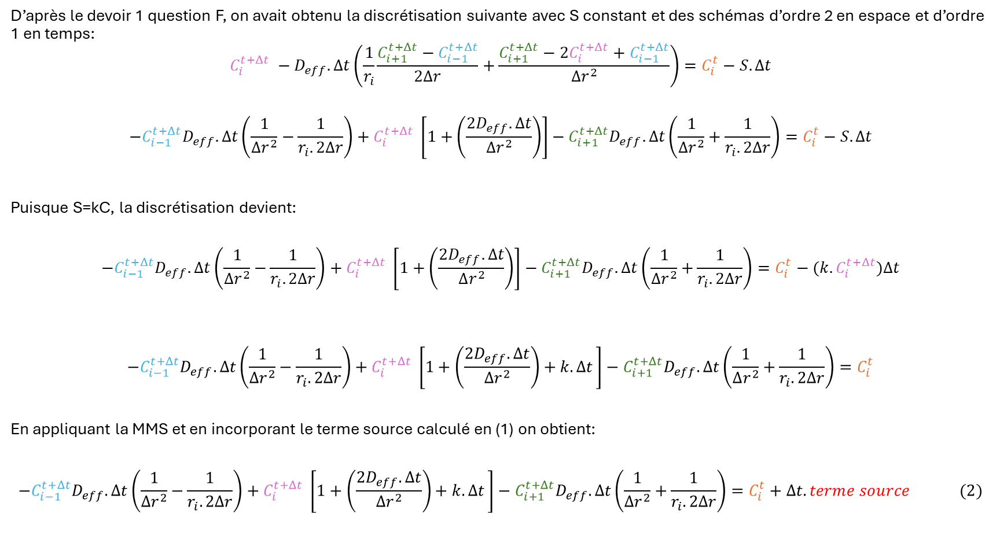 D’après le devoir 1 question F, on avait obtenu la discrétisation suivante avec S constant et des schémas d’ordre 2 en espace et d’ordre
1 en temps:
$C_i^{t+\Delta t} - D_{eff}.\Delta t\left(\frac{1}{r_i}\frac{C_{i+1}^{t+\Delta t} - C_{i-1}^{t+\Delta t}}{2\Delta r} + \frac{C_{i+1}^{t+\Delta t} - 2C_i^{t+\Delta t} + C_{i-1}^{t+\Delta t}}{\Delta r^2}\right) = C_i^t - S.\Delta t$
$-C_{i-1}^{t+\Delta t}D_{eff}.\Delta t\left(\frac{1}{\Delta r^2} - \frac{1}{r_i.2\Delta r}\right) + C_i^{t+\Delta t}\left[1 + \left(\frac{2D_{eff}.\Delta t}{\Delta r^2}\right)\right] - C_{i+1}^{t+\Delta t}D_{eff}.\Delta t\left(\frac{1}{\Delta r^2} + \frac{1}{r_i.2\Delta r}\right) = C_i^t - S.\Delta t$
Puisque S=kC, la discrétisation devient:
$-C_{i-1}^{t+\Delta t}D_{eff}.\Delta t\left(\frac{1}{\Delta r^2} - \frac{1}{r_i.2\Delta r}\right) + C_i^{t+\Delta t}\left[1 + \left(\frac{2D_{eff}.\Delta t}{\Delta r^2}\right)\right] - C_{i+1}^{t+\Delta t}D_{eff}.\Delta t\left(\frac{1}{\Delta r^2} + \frac{1}{r_i.2\Delta r}\right) = C_i^t - (k.C_i^{t+\Delta t})\Delta t$
$-C_{i-1}^{t+\Delta t}D_{eff}.\Delta t\left(\frac{1}{\Delta r^2} - \frac{1}{r_i.2\Delta r}\right) + C_i^{t+\Delta t}\left[1 + \left(\frac{2D_{eff}.\Delta t}{\Delta r^2}\right) + k.\Delta t\right] - C_{i+1}^{t+\Delta t}D_{eff}.\Delta t\left(\frac{1}{\Delta r^2} + \frac{1}{r_i.2\Delta r}\right) = C_i^t$
En appliquant la MMS et en incorporant le terme source calculé en (1) on obtient:
$-C_{i-1}^{t+\Delta t}D_{eff}.\Delta t\left(\frac{1}{\Delta r^2} - \frac{1}{r_i.2\Delta r}\right) + C_i^{t+\Delta t}\left[1 + \left(\frac{2D_{eff}.\Delta t}{\Delta r^2}\right) + k.\Delta t\right] - C_{i+1}^{t+\Delta t}D_{eff}.\Delta t\left(\frac{1}{\Delta r^2} + \frac{1}{r_i.2\Delta r}\right) = C_i^t + \Delta t.terme\ source$ (2)